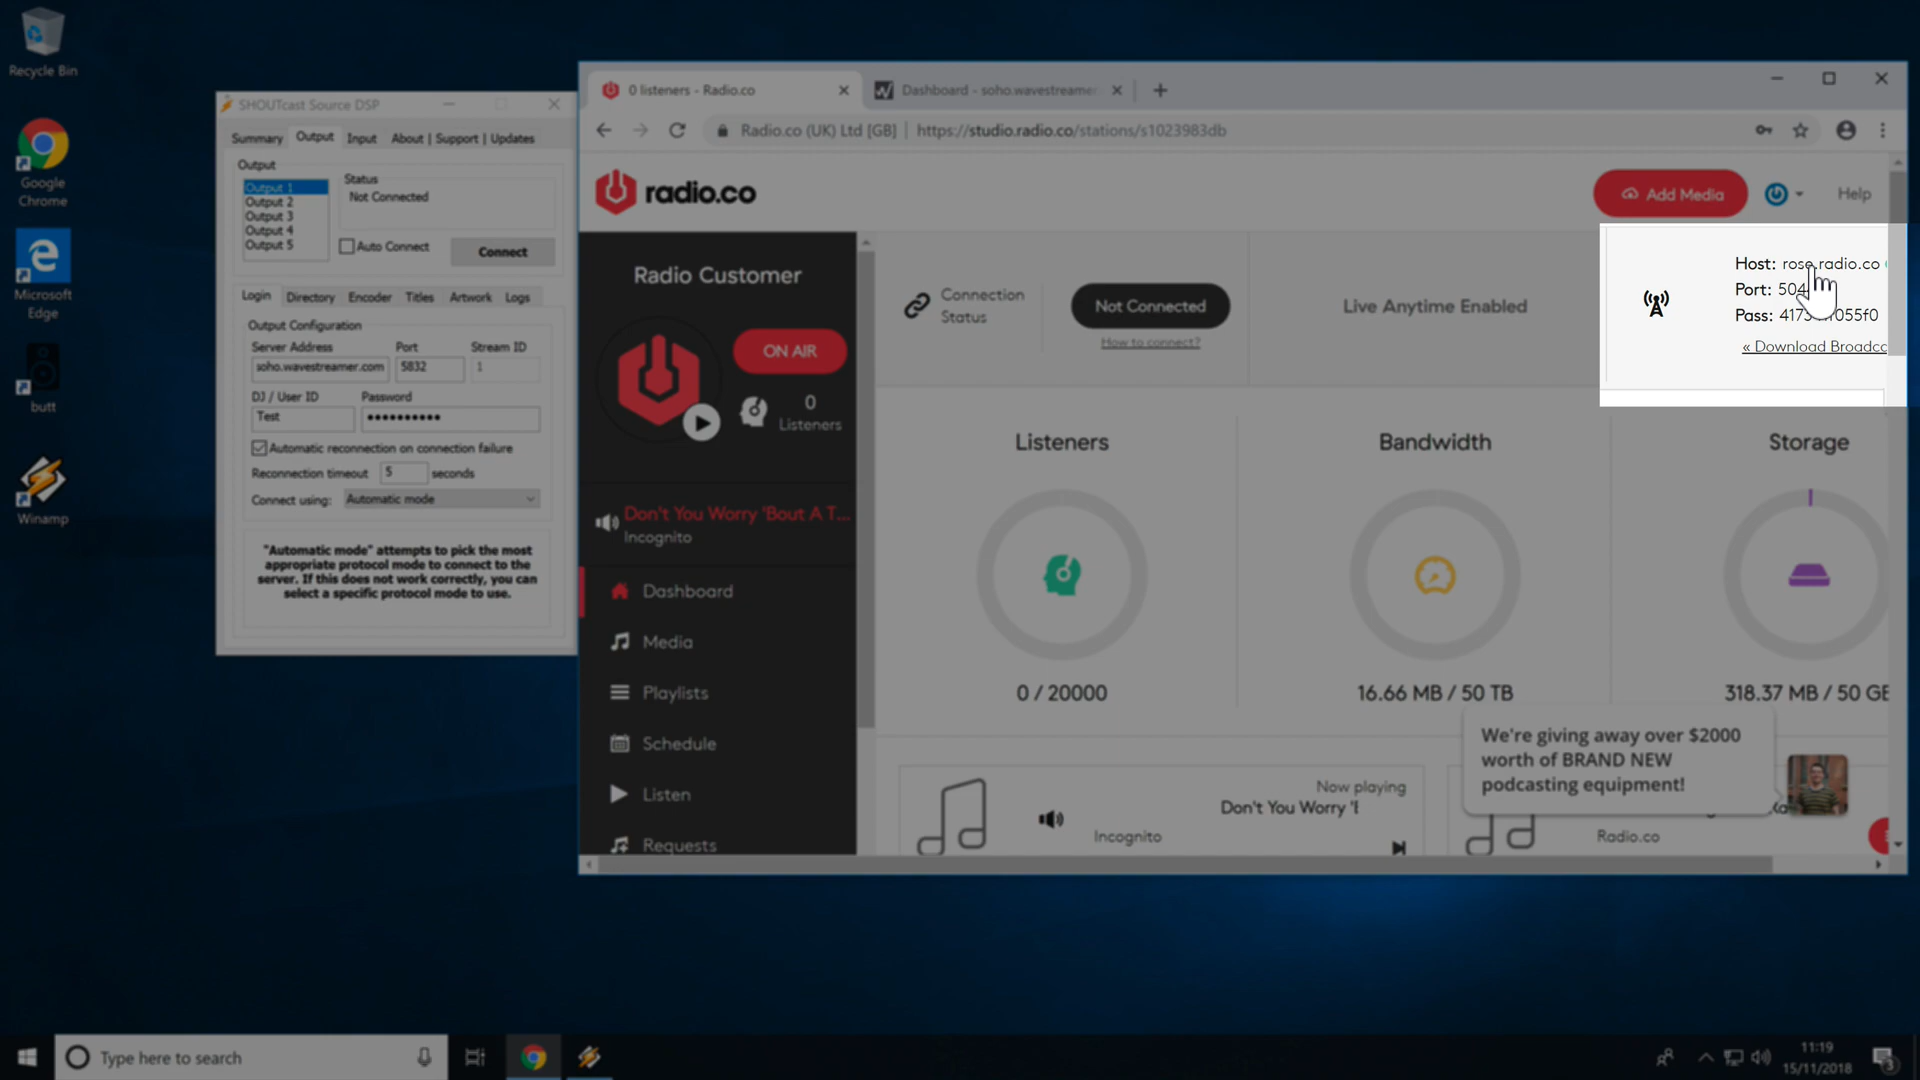 Recycle Bin
Google
Chrome
Microsoft
Edge
butt
Winamp
SHOUTcast Source DSP
Summary
Output
Input
About | Support | Updates
Output
Output 1
Output 2
Output 3
Output 4
Output 5
Status
Not Connected
Auto Connect
Connect
Login
Directory
Encoder
Titles
Artwork
Logs
Output Configuration
Server Address
Port
Stream ID
soho.wavestreamer.com
5832
1
DJ / User ID
Password
Test
Automatic reconnection on connection failure
Reconnection timeout
5
seconds
Connect using:
Automatic mode
"Automatic mode" attempts to pick the most
appropriate protocol mode to connect to the
server. If this does not work correctly, you can
select a specific protocol mode to use.
0 listeners - Radio.co
Dashboard - soho.wavestreamer
Radio.co (UK) Ltd [GB]
https://studio.radio.co/stations/s1023983db
radio.co
Add Media
Help
Radio Customer
ON AIR
0
Listeners
Don't You Worry 'Bout A T...
Incognito
Dashboard
Media
Playlists
Schedule
Listen
Requests
Connection
Status
Not Connected
How to connect?
Live Anytime Enabled
Host: rose.radio.co
Port:
Pass:
« Download Broadcc
Listeners
Bandwidth
Storage
0 / 20000
16.66 MB / 50 TB
318.37 MB / 50 GB
Now playing
Don't You Worry 'B
Incognito
Radio.co
We're giving away over $2000
worth of BRAND NEW
podcasting equipment!
Type here to search
11:19
15/11/2018
3